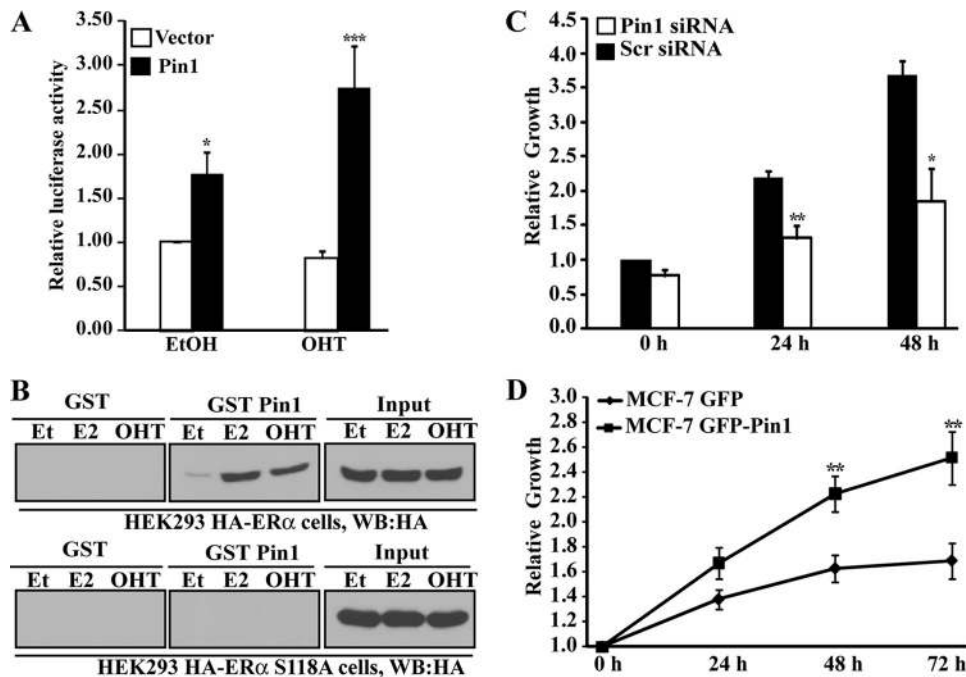 A
Relative luciferase activity
3.50
3.00
2.50
2.00
1.50
1.00
0.50
0.00
Vector
Pin1
*
***
EtOH OHT
B
GST GST Pin1 Input
Et E2 OHT Et E2 OHT Et E2 OHT
HEK293 HA-ERα cells, WB:HA
GST GST Pin1 Input
Et E2 OHT Et E2 OHT Et E2 OHT
HEK293 HA-ERα S118A cells, WB:HA
C
Relative Growth
4.5
4.0
3.5
3.0
2.5
2.0
1.5
1.0
0.5
0.0
Pin1 siRNA
Scr siRNA
**
*
0 h 24 h 48 h
D
Relative Growth
3.0
2.8
2.6
2.4
2.2
2.0
1.8
1.6
1.4
1.2
1.0
MCF-7 GFP
MCF-7 GFP-Pin1
**
**
0 h 24 h 48 h 72 h